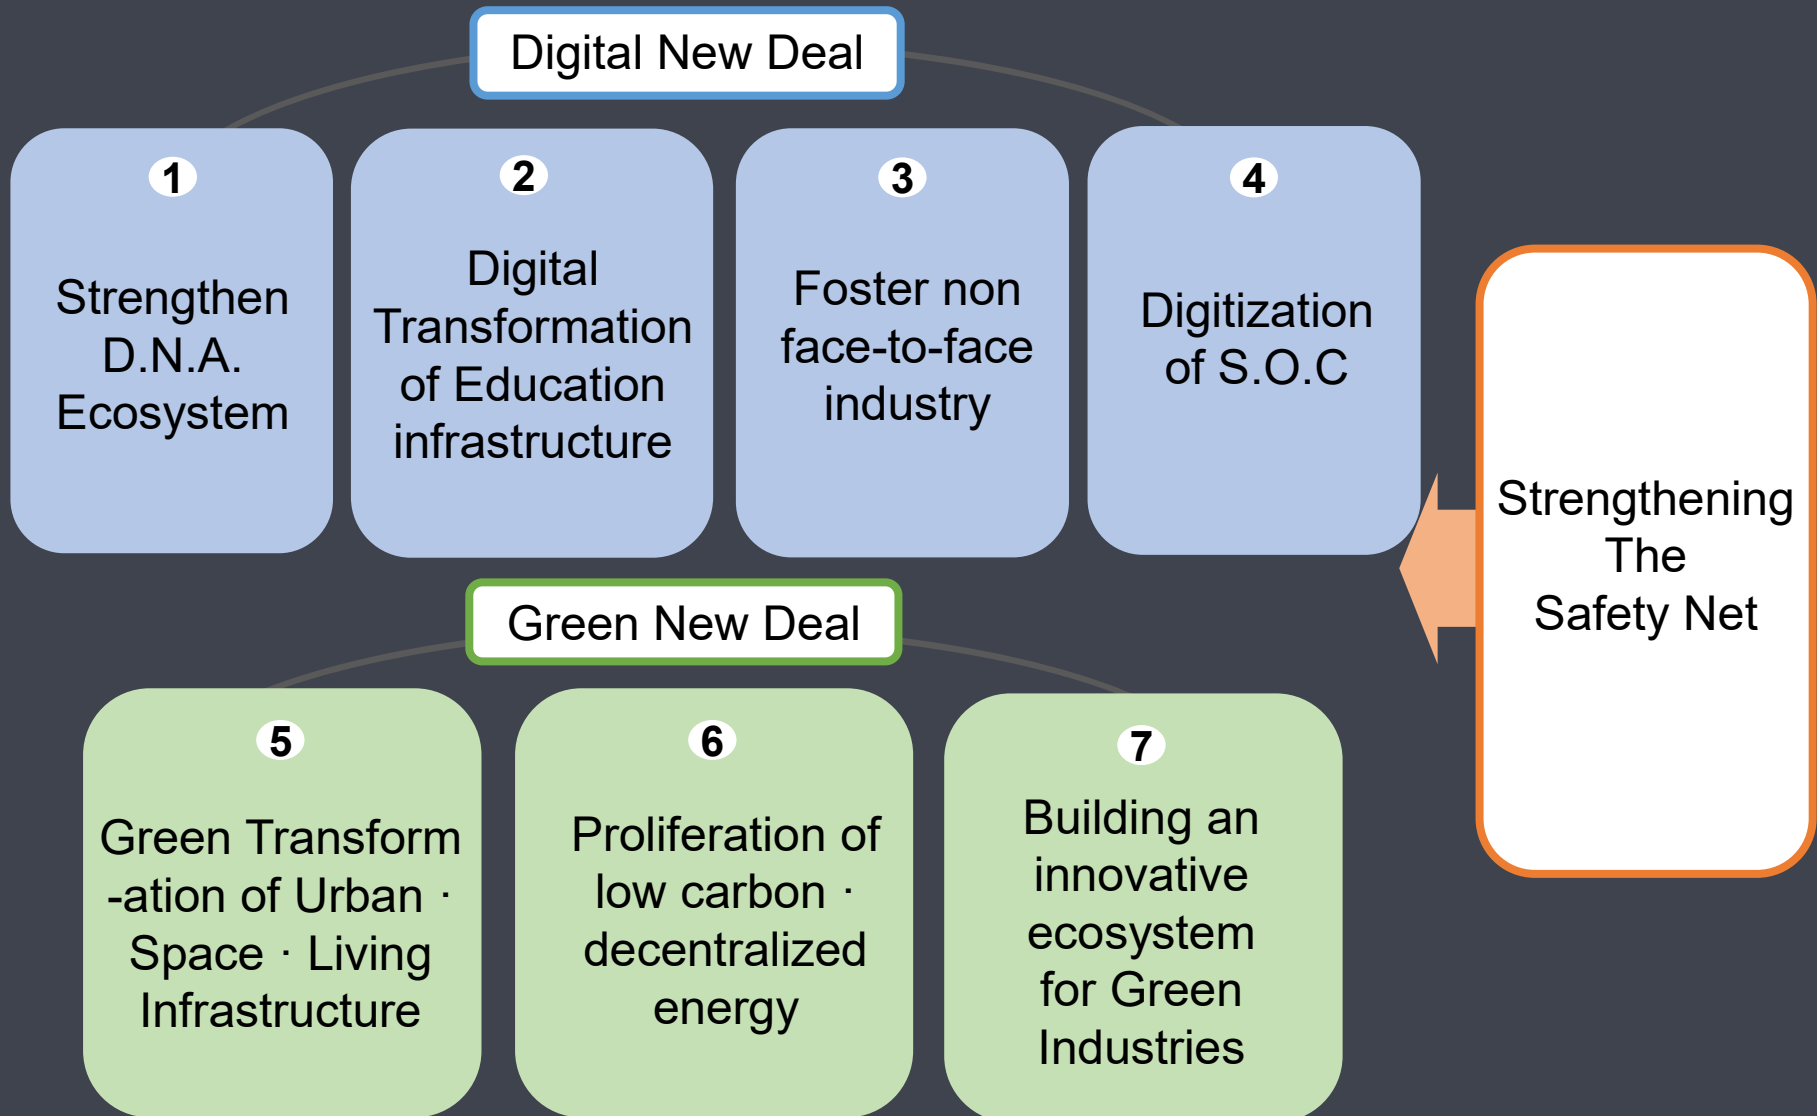 Digital New Deal
1
Strengthen
D.N.A.
Ecosystem
2
Digital
Transformation
of Education
infrastructure
3
Foster non
face-to-face
industry
4
Digitization
of S.O.C
Strengthening
The
Safety Net
Green New Deal
5
Green Transform
-ation of Urban ·
Space · Living
Infrastructure
6
Proliferation of
low carbon ·
decentralized
energy
7
Building an
innovative
ecosystem
for Green
Industries